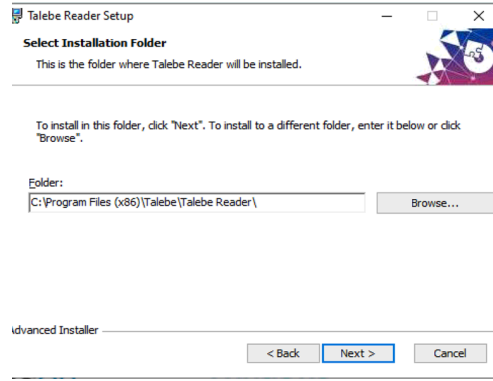 Talebe Reader Setup
Select Installation Folder
This is the folder where Talebe Reader will be installed.
To install in this folder, click "Next". To install to a different folder, enter it below or click
"Browse".
Folder:
C:\Program Files (x86)\Talebe\Talebe Reader\
Browse...
Advanced Installer
< Back
Next >
Cancel